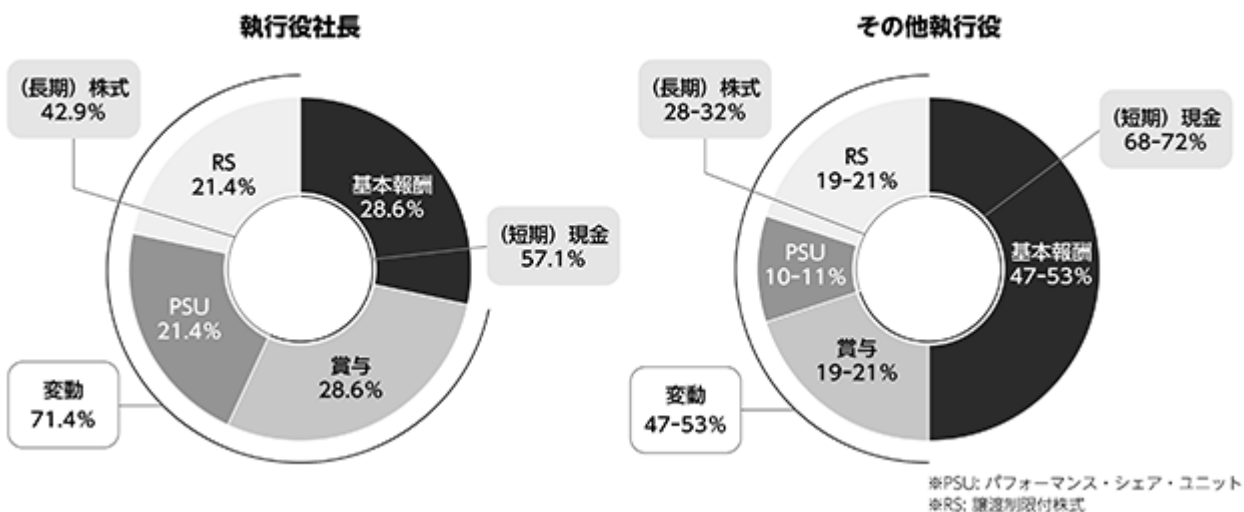 執行役社長
(長期) 株式
42.9%
RS
21.4%
基本報酬
28.6%
(短期) 現金
57.1%
PSU
21.4%
賞与
28.6%
変動
71.4%
その他執行役
(長期) 株式
28-32%
(短期) 現金
68-72%
RS
19-21%
PSU
10-11%
基本報酬
47-53%
賞与
19-21%
変動
47-53%
※PSU: パフォーマンス・シェア・ユニット
※RS: 譲渡制限付株式